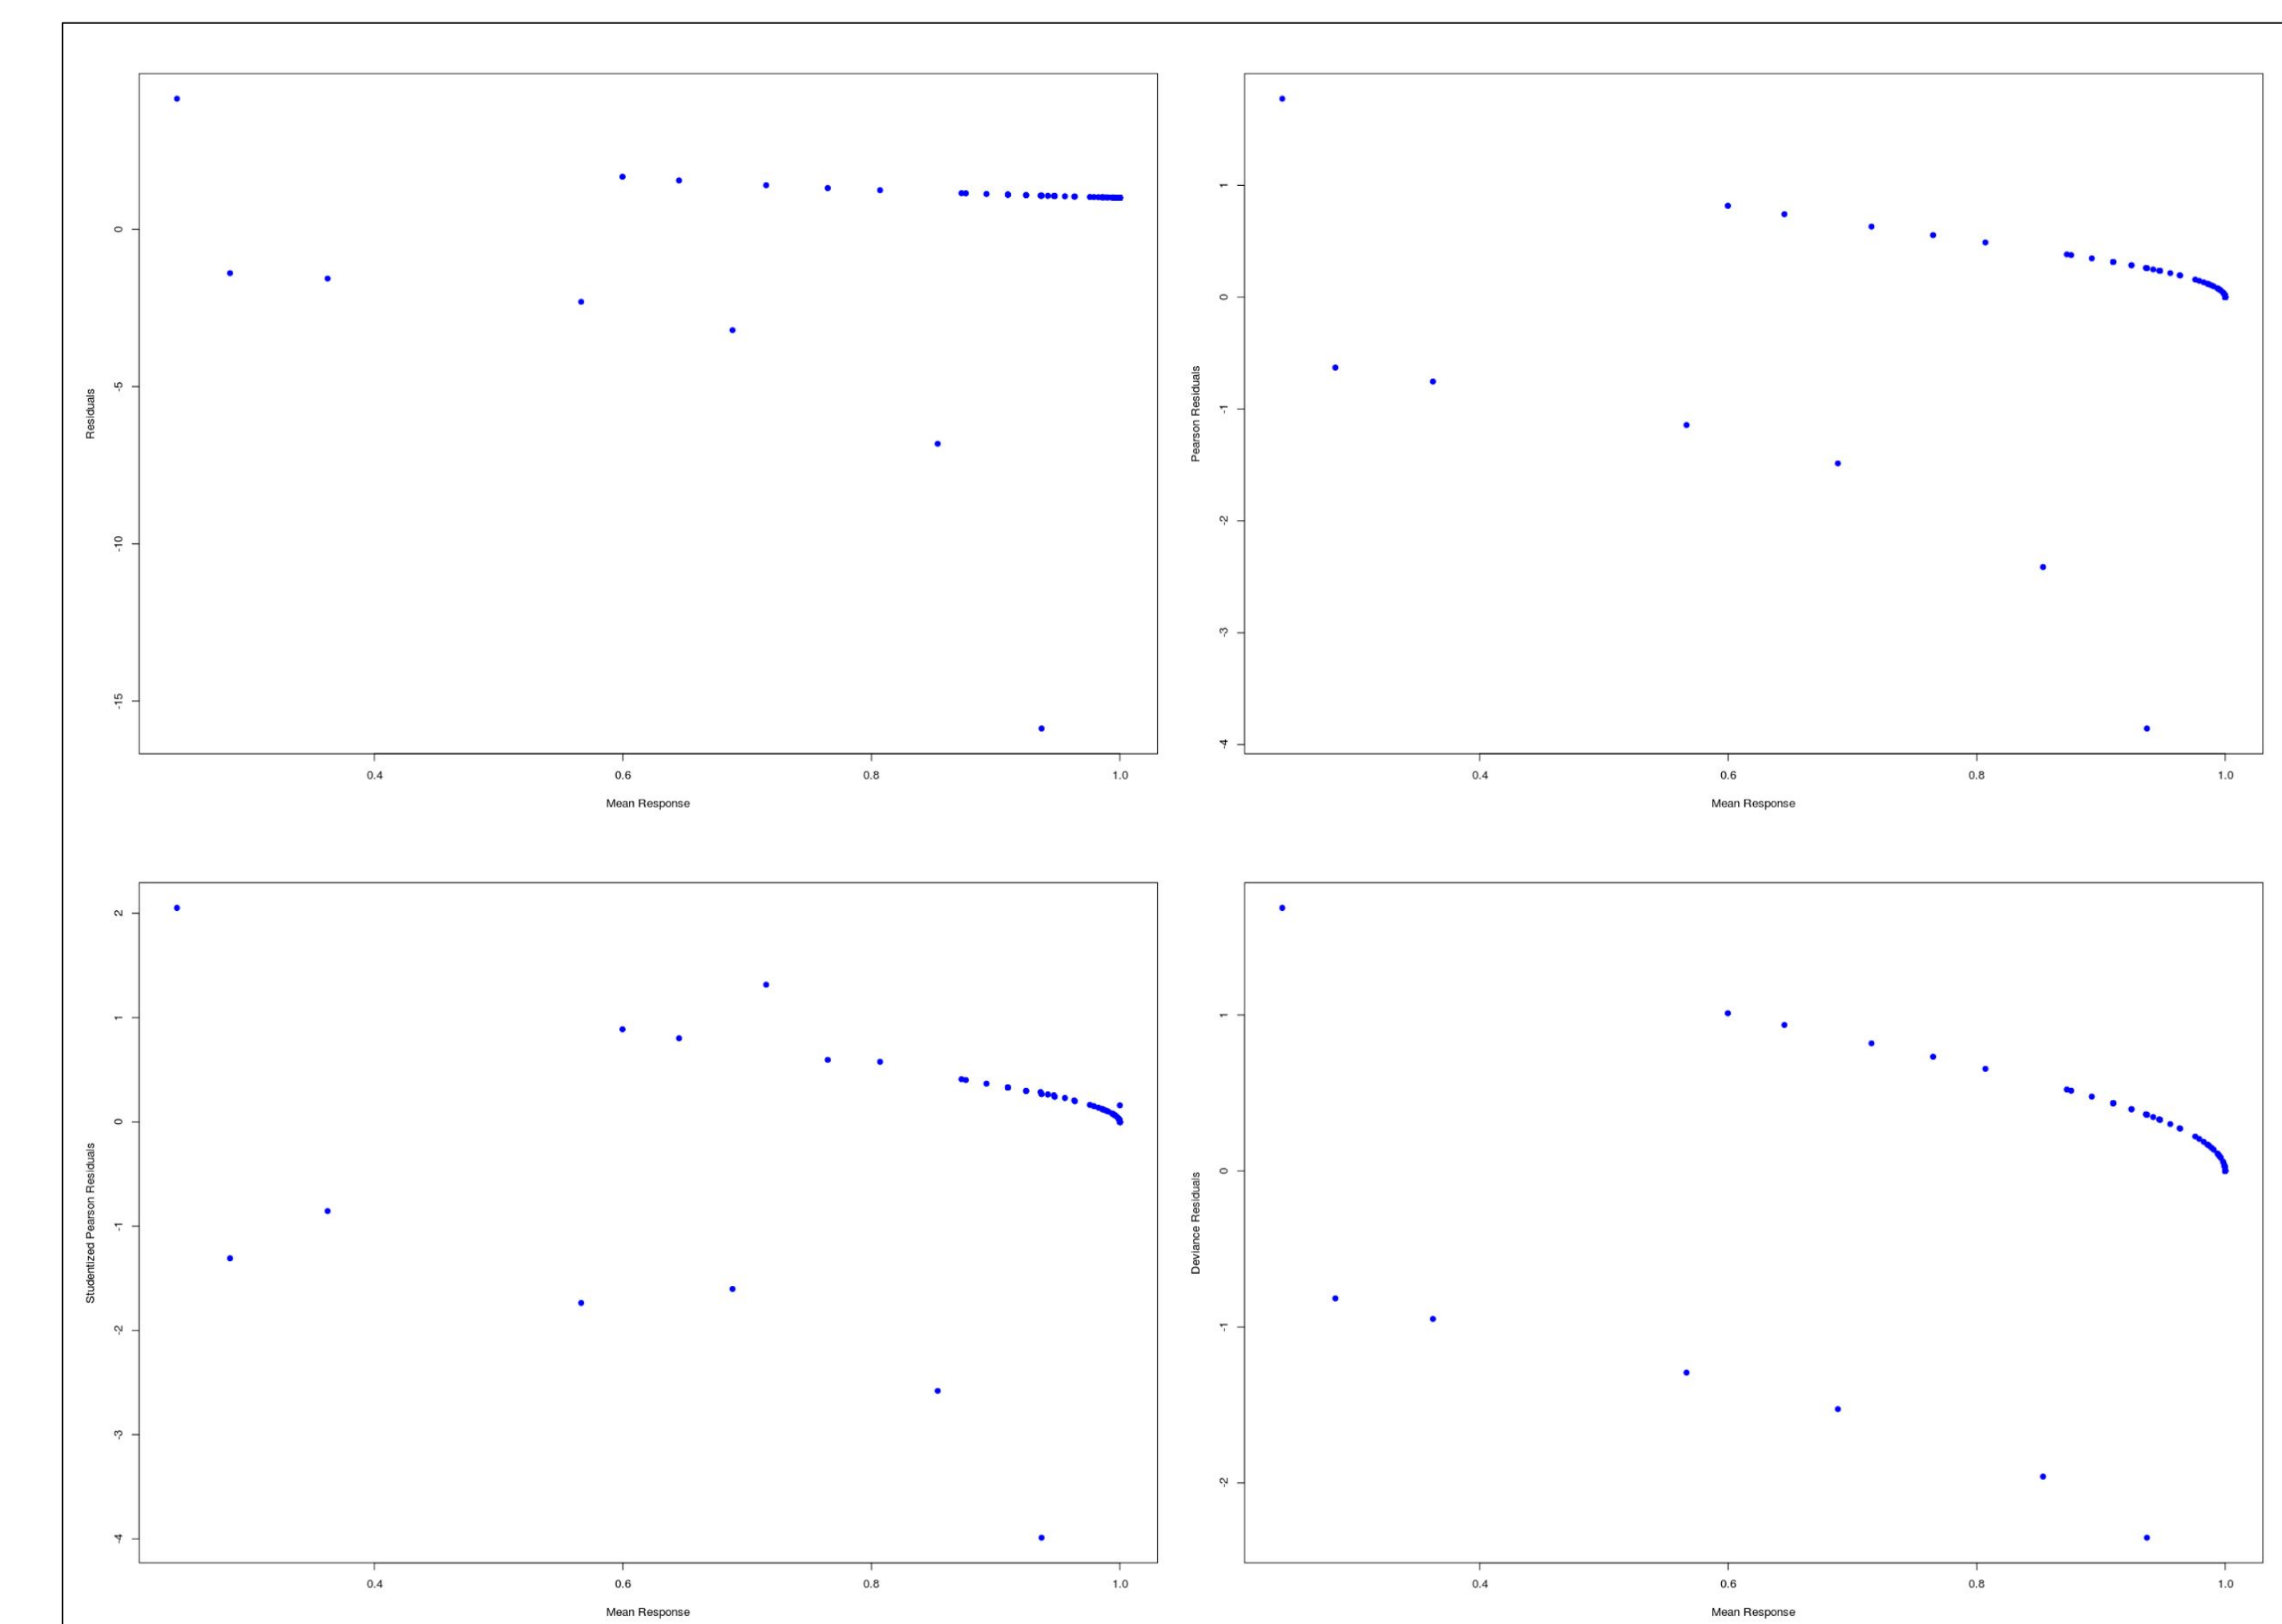 Residuals
0
-5
-10
-15
0.4 0.6 0.8 1.0
Mean Response
Pearson Residuals
1
0
-1
-2
-3
-4
0.4 0.6 0.8 1.0
Mean Response
Studentized Pearson Residuals
2
1
0
-1
-2
-3
-4
0.4 0.6 0.8 1.0
Mean Response
Deviance Residuals
1
0
-1
-2
0.4 0.6 0.8 1.0
Mean Response